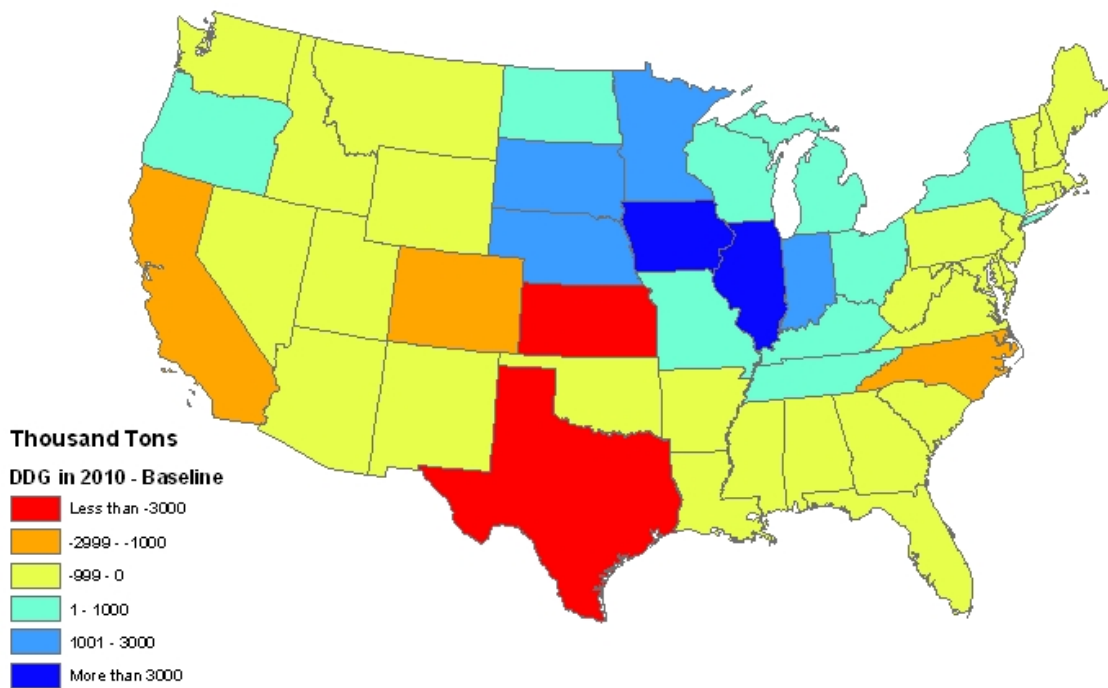 Thousand Tons
DDG in 2010 - Baseline
Less than -3000
-2999 - -1000
-999 - 0
1 - 1000
1001 - 3000
More than 3000